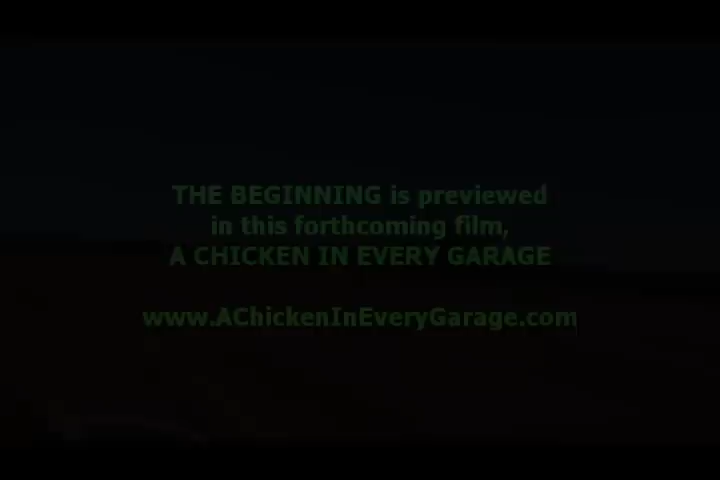 THE BEGINNING is previewed
in this forthcoming film,
A CHICKEN IN EVERY GARAGE
www.AChickenInEveryGarage.com